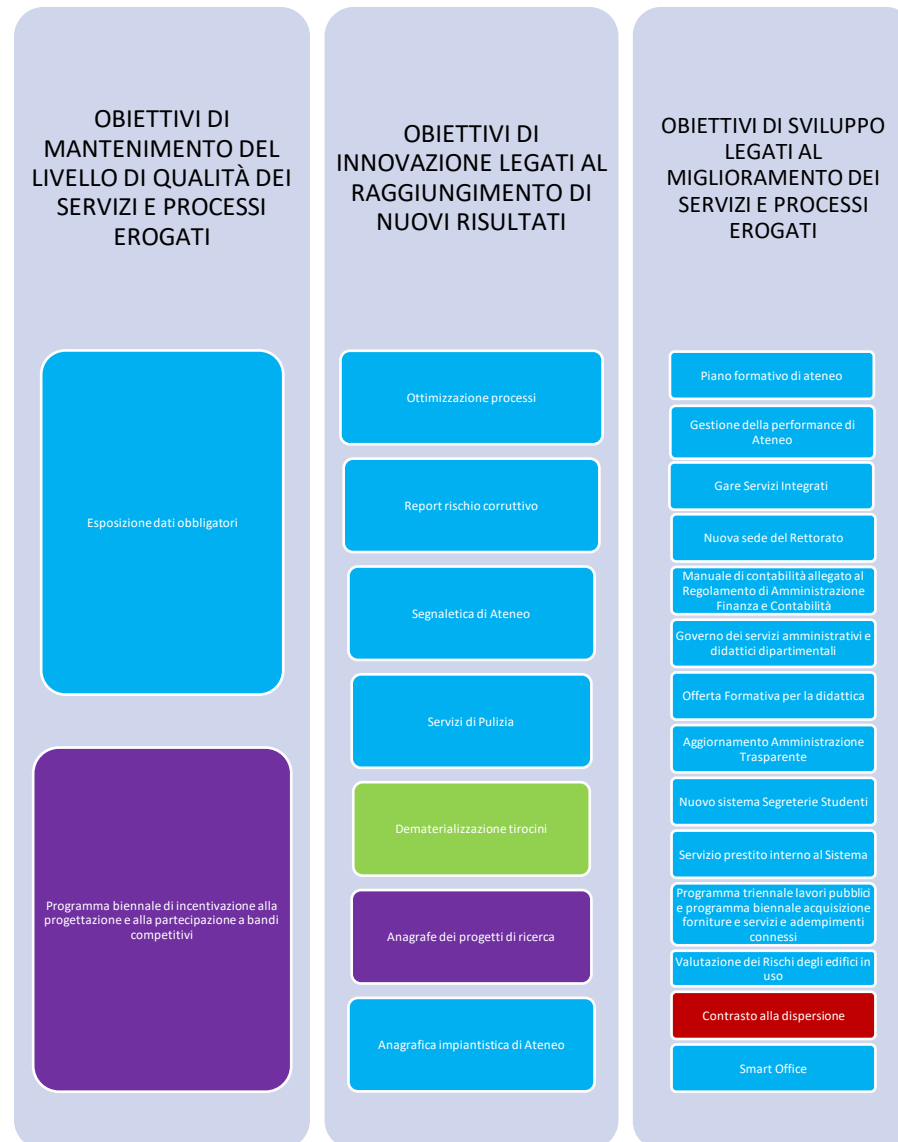 OBIETTIVI DI
MANTENIMENTO DEL
LIVELLO DI QUALITÀ DEI
SERVIZI E PROCESSI
EROGATI
Esposizione dati obbligatori
Programma biennale di incentivazione alla
progettazione e alla partecipazione a bandi
competitivi
OBIETTIVI DI
INNOVAZIONE LEGATI AL
RAGGIUNGIMENTO DI
NUOVI RISULTATI
Ottimizzazione processi
Report rischio corruttivo
Segnaletica di Ateneo
Servizi di Pulizia
Dematerializzazione tirocini
Anagrafe dei progetti di ricerca
Anagrafica impiantistica di Ateneo
OBIETTIVI DI SVILUPPO
LEGATI AL
MIGLIORAMENTO DEI
SERVIZI E PROCESSI
EROGATI
Piano formativo di ateneo
Gestione della performance di
Ateneo
Gare Servizi Integrati
Nuova sede del Rettorato
Manuale di contabilità allegato al
Regolamento di Amministrazione
Finanza e Contabilità
Governo dei servizi amministrativi e
didattici dipartimentali
Offerta Formativa per la didattica
Aggiornamento Amministrazione
Trasparente
Nuovo sistema Segreterie Studenti
Servizio prestito interno al Sistema
Programma triennale lavori pubblici
e programma biennale acquisizione
forniture e servizi e adempimenti
connessi
Valutazione dei Rischi degli edifici in
uso
Contrasto alla dispersione
Smart Office